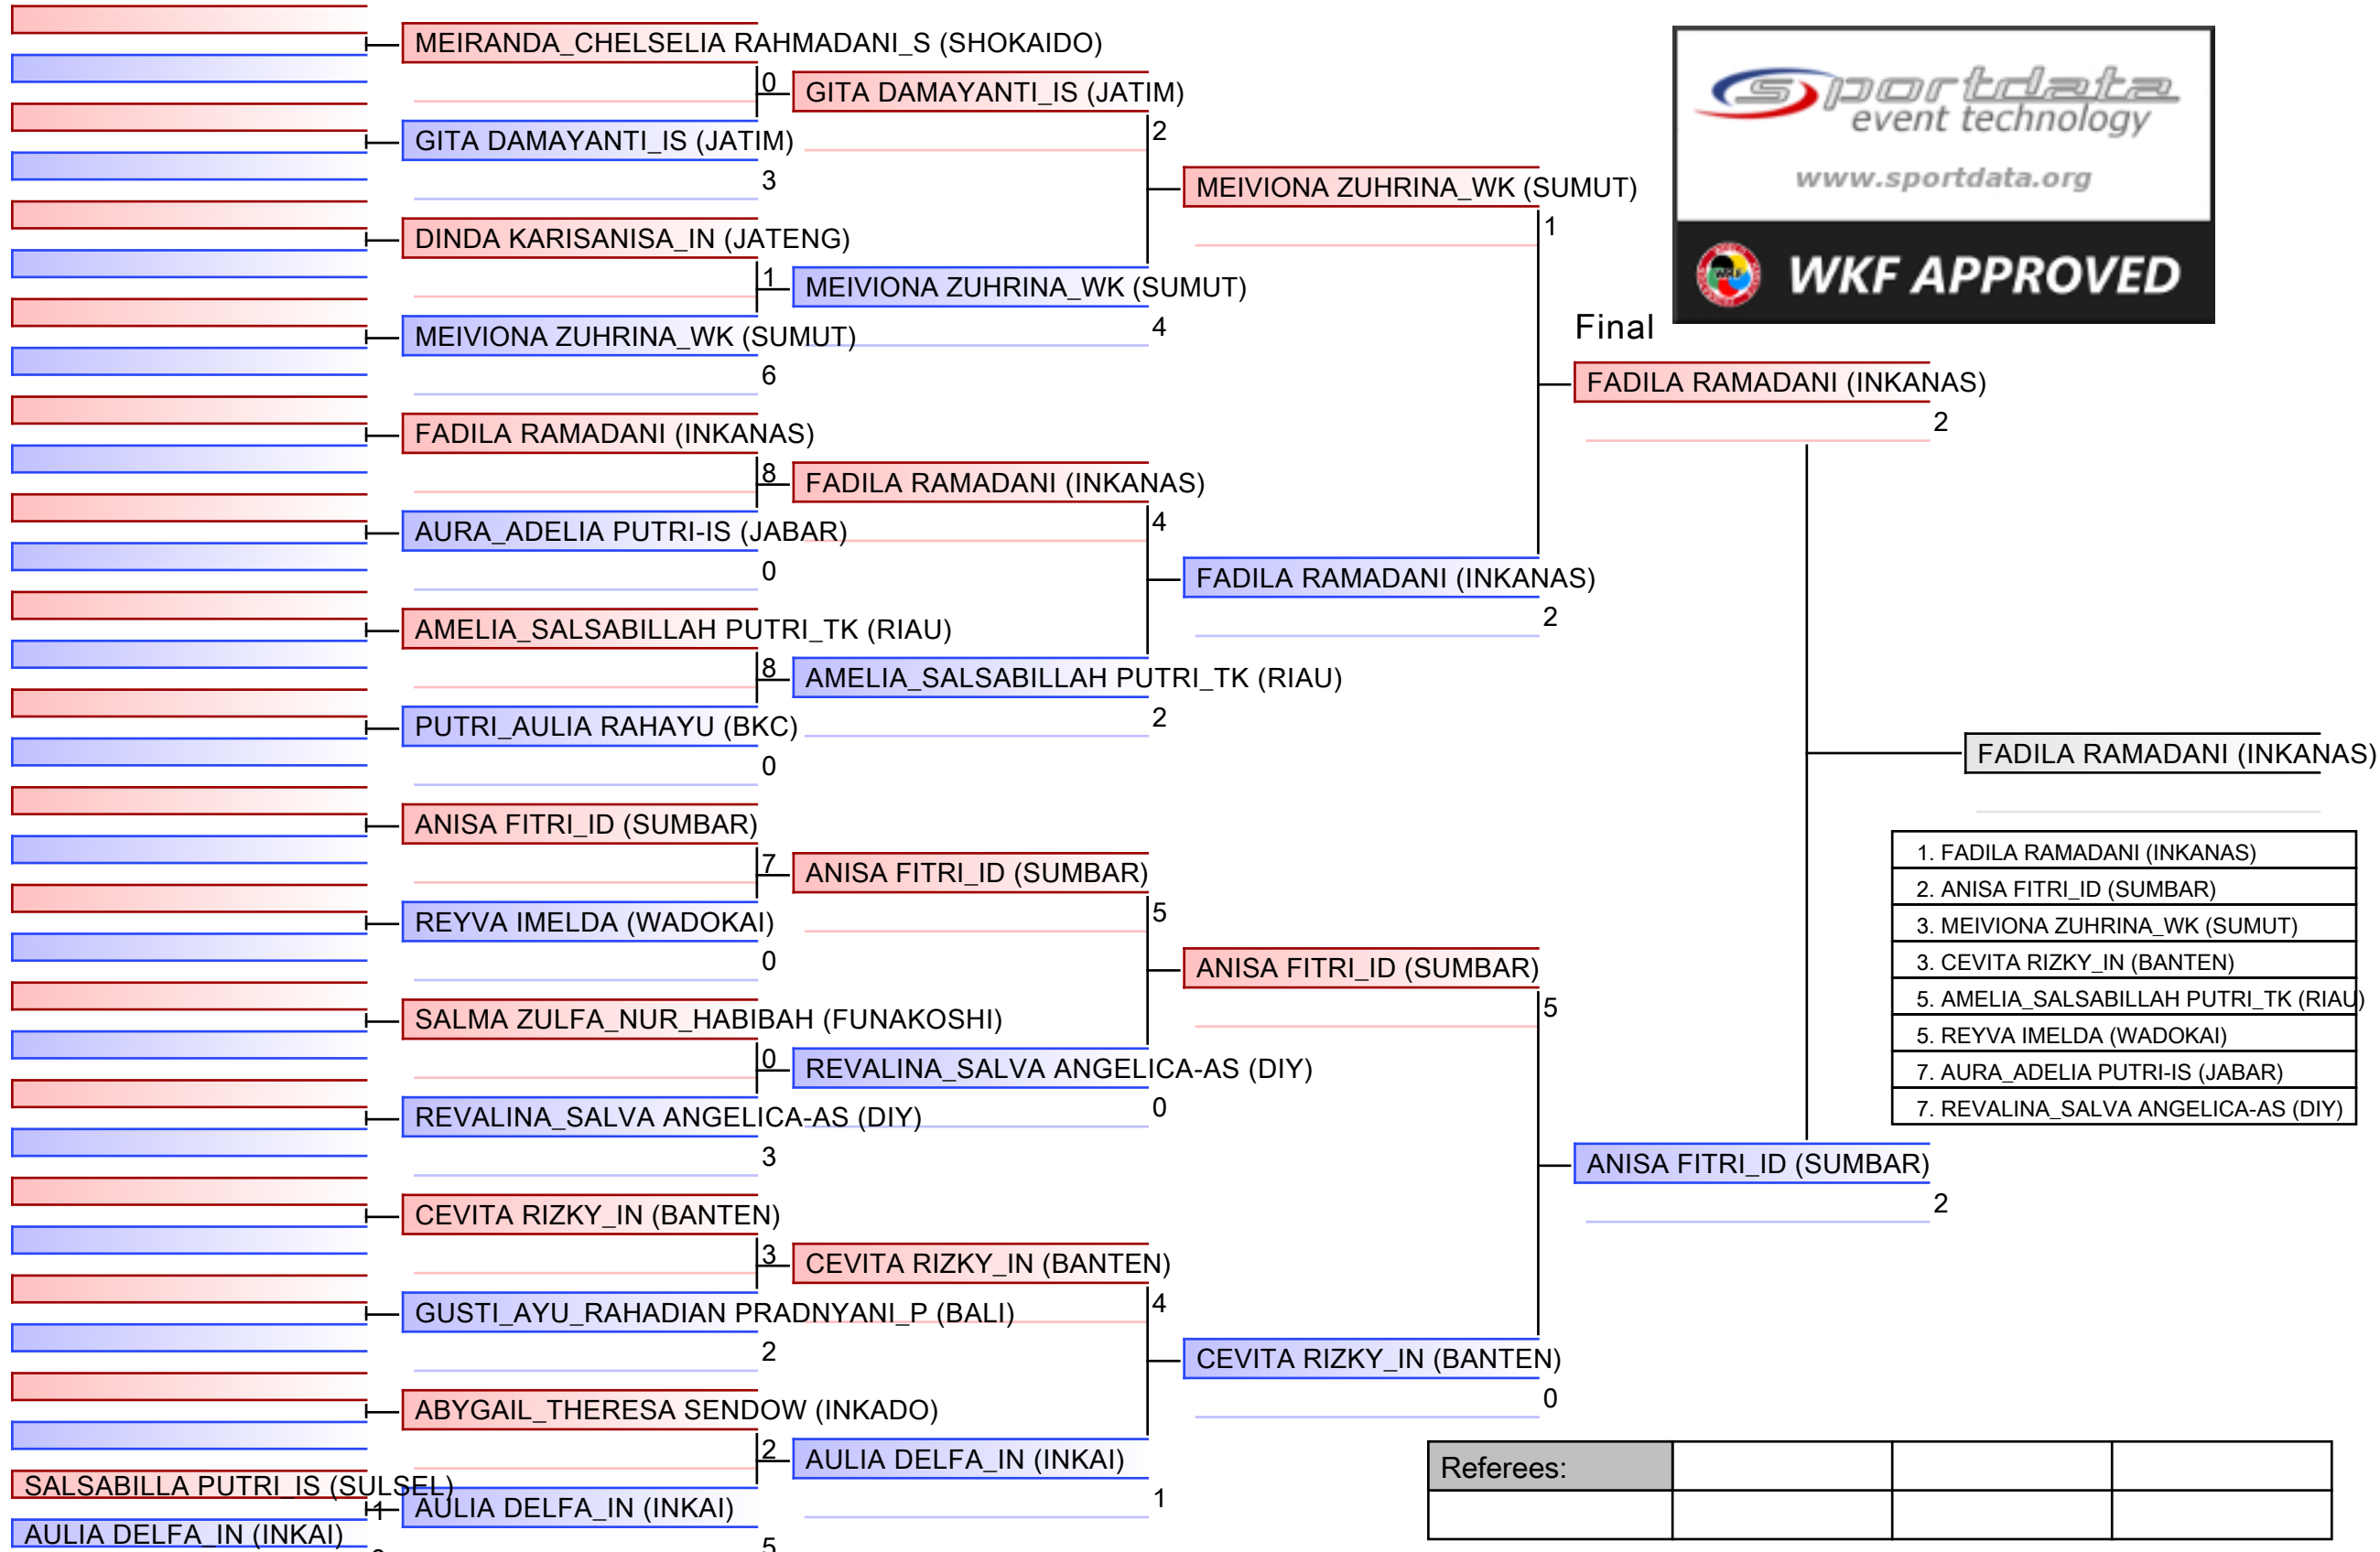 MEIRANDA_CHELSELIA RAHMADANI_S (SHOKAIDO)
0
GITA DAMAYANTI_IS (JATIM)
3
DINDA KARISANISA_IN (JATENG)
1
MEIVIONA ZUHRINA_WK (SUMUT)
6
FADILA RAMADANI (INKANAS)
8
AURA_ADELIA PUTRI-IS (JABAR)
0
AMELIA_SALSABILLAH PUTRI_TK (RIAU)
8
PUTRI_AULIA RAHAYU (BKC)
0
ANISA FITRI_ID (SUMBAR)
7
REYVA IMELDA (WADOKAI)
0
SALMA ZULFA_NUR_HABIBAH (FUNAKOSHI)
0
REVALINA_SALVA ANGELICA-AS (DIY)
3
CEVITA RIZKY_IN (BANTEN)
3
GUSTI_AYU_RAHADIAN PRADNYANI_P (BALI)
2
ABYGAIL_THERESA SENDOW (INKADO)
2
SALSABILLA PUTRI_IS (SULSEL)
1
AULIA DELFA_IN (INKAI)
AULIA DELFA_IN (INKAI)
5
GITA DAMAYANTI_IS (JATIM)
2
MEIVIONA ZUHRINA_WK (SUMUT)
4
FADILA RAMADANI (INKANAS)
4
AMELIA_SALSABILLAH PUTRI_TK (RIAU)
2
ANISA FITRI_ID (SUMBAR)
5
REVALINA_SALVA ANGELICA-AS (DIY)
0
CEVITA RIZKY_IN (BANTEN)
4
AULIA DELFA_IN (INKAI)
1
MEIVIONA ZUHRINA_WK (SUMUT)
1
FADILA RAMADANI (INKANAS)
2
ANISA FITRI_ID (SUMBAR)
5
CEVITA RIZKY_IN (BANTEN)
0
sportdata
event technology
www.sportdata.org
WKF
WKF APPROVED
Final
FADILA RAMADANI (INKANAS)
2
ANISA FITRI_ID (SUMBAR)
2
FADILA RAMADANI (INKANAS)
1. FADILA RAMADANI (INKANAS)
2. ANISA FITRI_ID (SUMBAR)
3. MEIVIONA ZUHRINA_WK (SUMUT)
3. CEVITA RIZKY_IN (BANTEN)
5. AMELIA_SALSABILLAH PUTRI_TK (RIAU)
5. REYVA IMELDA (WADOKAI)
7. AURA_ADELIA PUTRI-IS (JABAR)
7. REVALINA_SALVA ANGELICA-AS (DIY)
Referees: